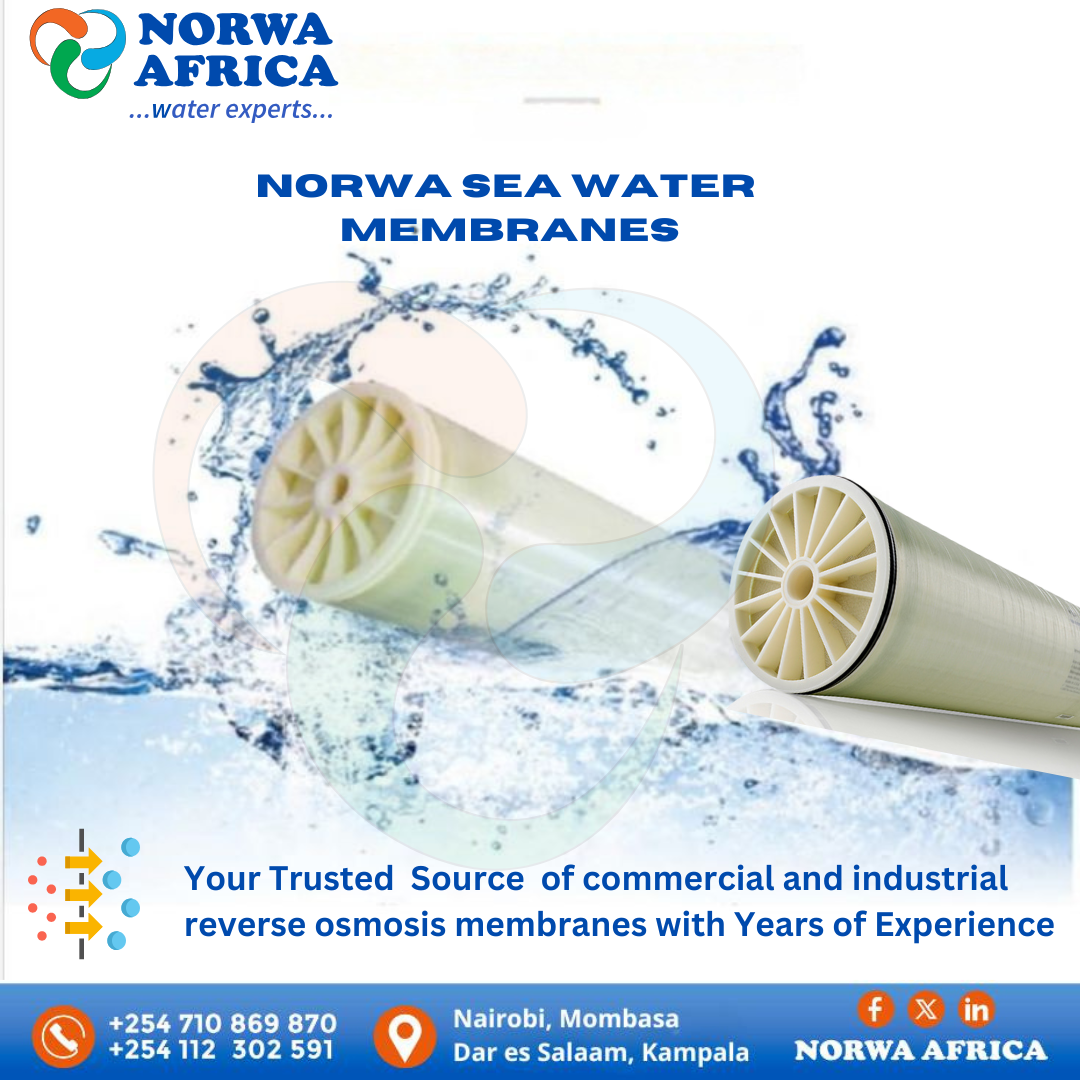 NORWA
AFRICA
...water experts...
NORWA SEA WATER
MEMBRANES
Your Trusted Source of commercial and industrial
reverse osmosis membranes with Years of Experience
+254 710 869 870
+254 112 302 591
Nairobi, Mombasa
Dar es Salaam, Kampala
f X in
NORWA AFRICA